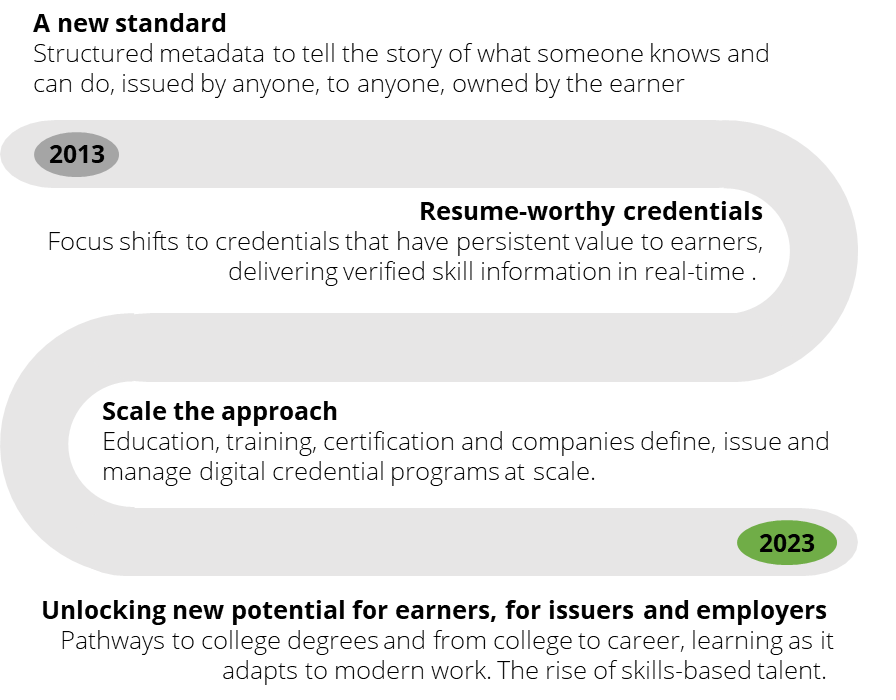 A new standard
Structured metadata to tell the story of what someone knows and
can do, issued by anyone, to anyone, owned by the earner
2013
Resume-worthy credentials
Focus shifts to credentials that have persistent value to earners,
delivering verified skill information in real-time .
Scale the approach
Education, training, certification and companies define, issue and
manage digital credential programs at scale.
2023
Unlocking new potential for earners, for issuers and employers
Pathways to college degrees and from college to career, learning as it
adapts to modern work. The rise of skills-based talent.